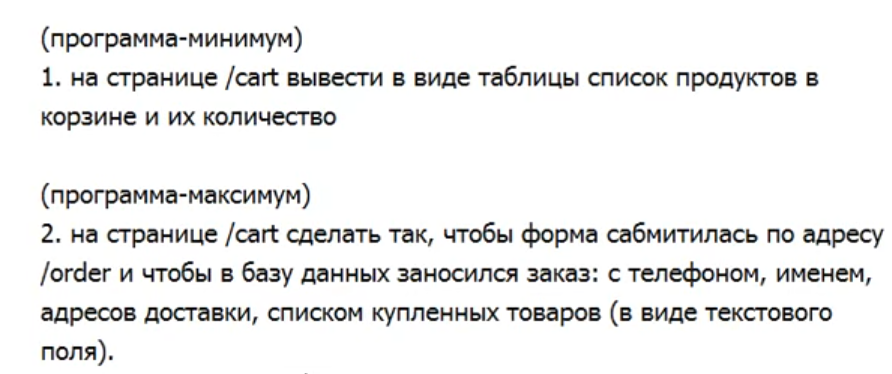 (программа-минимум)
1. на странице /cart вывести в виде таблицы список продуктов в
корзине и их количество
(программа-максимум)
2. на странице /cart сделать так, чтобы форма сабмитилась по адресу
/order и чтобы в базу данных заносился заказ: с телефоном, именем,
адресов доставки, списком купленных товаров (в виде текстового
поля).